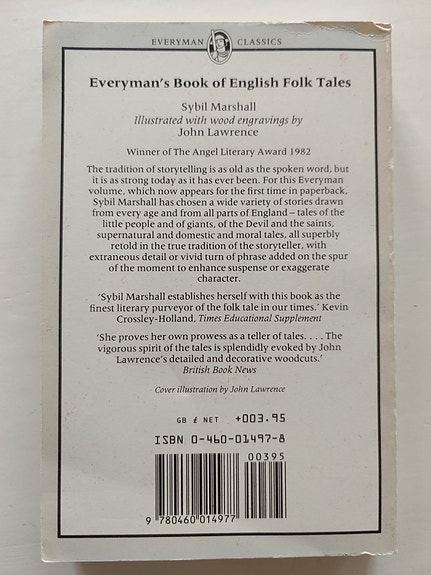 EVERYMAN CLASSICS
Everyman's Book of English Folk Tales
Sybil Marshall
Illustrated with wood engravings by
John Lawrence
Winner of The Angel Literary Award 1982
The tradition of storytelling is as old as the spoken word, but
it is as strong today as it has ever been. For this Everyman
volume, which now appears for the first time in paperback,
Sybil Marshall has chosen a wide variety of stories drawn
from every age and from all parts of England – tales of the
little people and of giants, of the Devil and the saints,
supernatural and domestic and moral tales, all superbly
retold in the true tradition of the storyteller, with
extraneous detail or vivid turn of phrase added on the spur
of the moment to enhance suspense or exaggerate
character.
'Sybil Marshall establishes herself with this book as the
finest literary purveyor of the folk tale in our times.' Kevin
Crossley-Holland, Times Educational Supplement
'She proves her own prowess as a teller of tales. . . . The
vigorous spirit of the tales is splendidly evoked by John
Lawrence's detailed and decorative woodcuts.'
British Book News
Cover illustration by John Lawrence
GB £ NET +003.95
ISBN 0-460-01497-8
00395
9 780460 014977